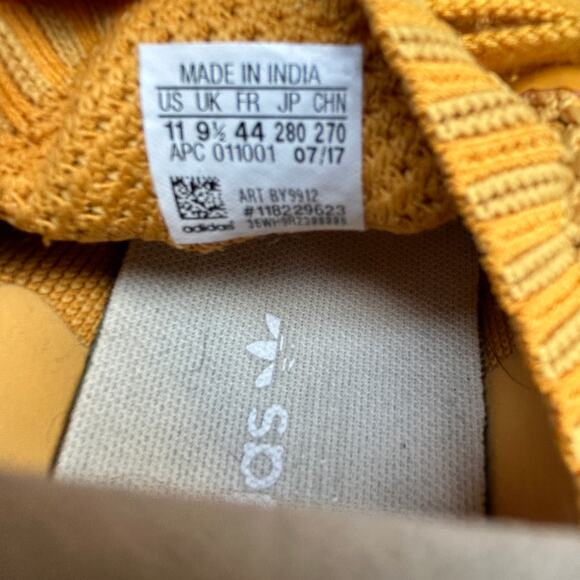 MADE IN INDIA
US UK FR JP CHN
11 9½ 44 280 270
APC 011001 07/17
ART BY9912
#118229623
adidas
das